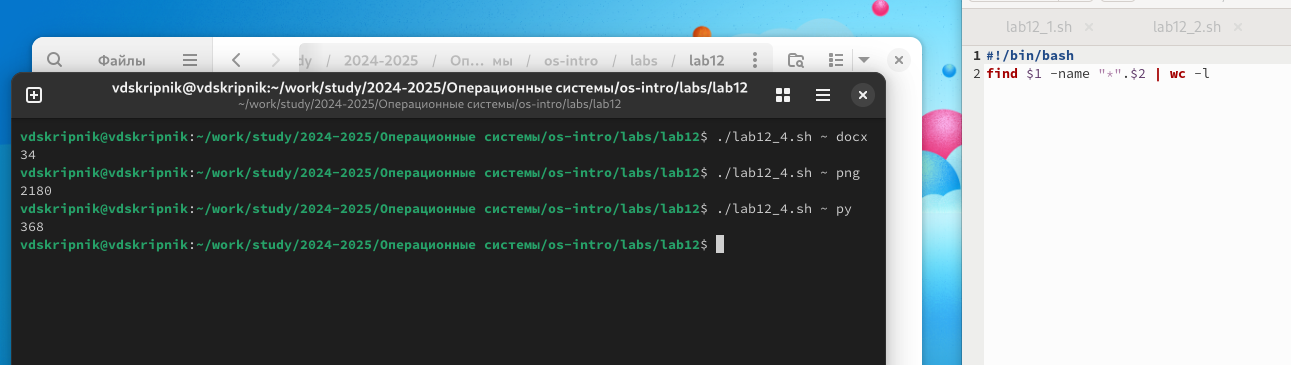 Файлы
dy / 2024-2025 / Оп… мы / os-intro / labs / lab12
vdskripnik@vdskripnik:~/work/study/2024-2025/Операционные системы/os-intro/labs/lab12
~/work/study/2024-2025/Операционные системы/os-intro/labs/lab12
vdskripnik@vdskripnik:~/work/study/2024-2025/Операционные системы/os-intro/labs/lab12$ ./lab12_4.sh ~ docx
34
vdskripnik@vdskripnik:~/work/study/2024-2025/Операционные системы/os-intro/labs/lab12$ ./lab12_4.sh ~ png
2180
vdskripnik@vdskripnik:~/work/study/2024-2025/Операционные системы/os-intro/labs/lab12$ ./lab12_4.sh ~ py
368
vdskripnik@vdskripnik:~/work/study/2024-2025/Операционные системы/os-intro/labs/lab12$
lab12_1.sh × lab12_2.sh ×
1 #!/bin/bash
2 find $1 -name "*".$2 | wc -l